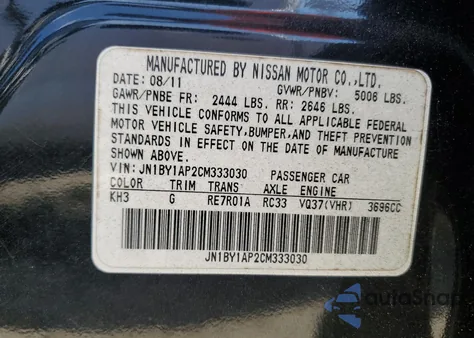 MANUFACTURED BY NISSAN MOTOR CO.,LTD.
DATE: 08/11 GVWR/PNBV: 5006 LBS.
GAWR/PNBE FR: 2444 LBS. RR: 2646 LBS.
THIS VEHICLE CONFORMS TO ALL APPLICABLE FEDERAL
MOTOR VEHICLE SAFETY,BUMPER,AND THEFT PREVENTION
STANDARDS IN EFFECT ON THE DATE OF MANUFACTURE
SHOWN ABOVE.
VIN: JN1BY1AP2CM333030 PASSENGER CAR
COLOR TRIM TRANS AXLE ENGINE
KH3 G RE7R01A RC33 VQ37(VHR) 3696CC
JN1BY1AP2CM333030
autoSnap